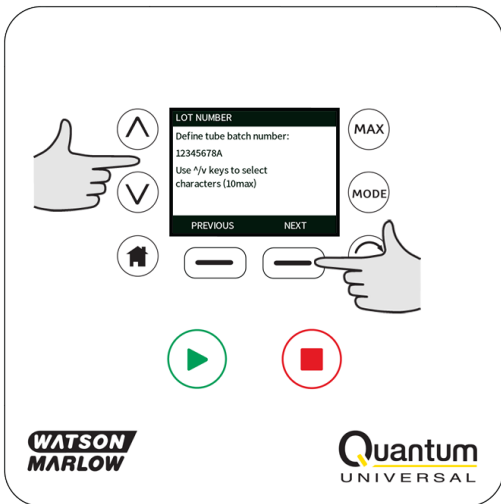 LOT NUMBER
Define tube batch number:
12345678A
Use ^/v keys to select
characters (10max)
PREVIOUS NEXT
MAX
MODE
WATSON
MARLOW
Quantum
UNIVERSAL